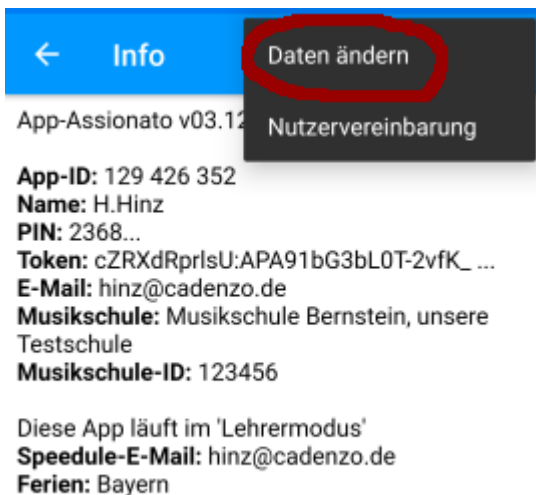 ← Info
Daten ändern
Nutzervereinbarung
App-Assionato v03.12
App-ID: 129 426 352
Name: H.Hinz
PIN: 2368...
Token: cZRXdRprlsU:APA91bG3bL0T-2vfK_ ...
E-Mail: hinz@cadenzo.de
Musikschule: Musikschule Bernstein, unsere
Testschule
Musikschule-ID: 123456
Diese App läuft im 'Lehrermodus'
Speedule-E-Mail: hinz@cadenzo.de
Ferien: Bayern